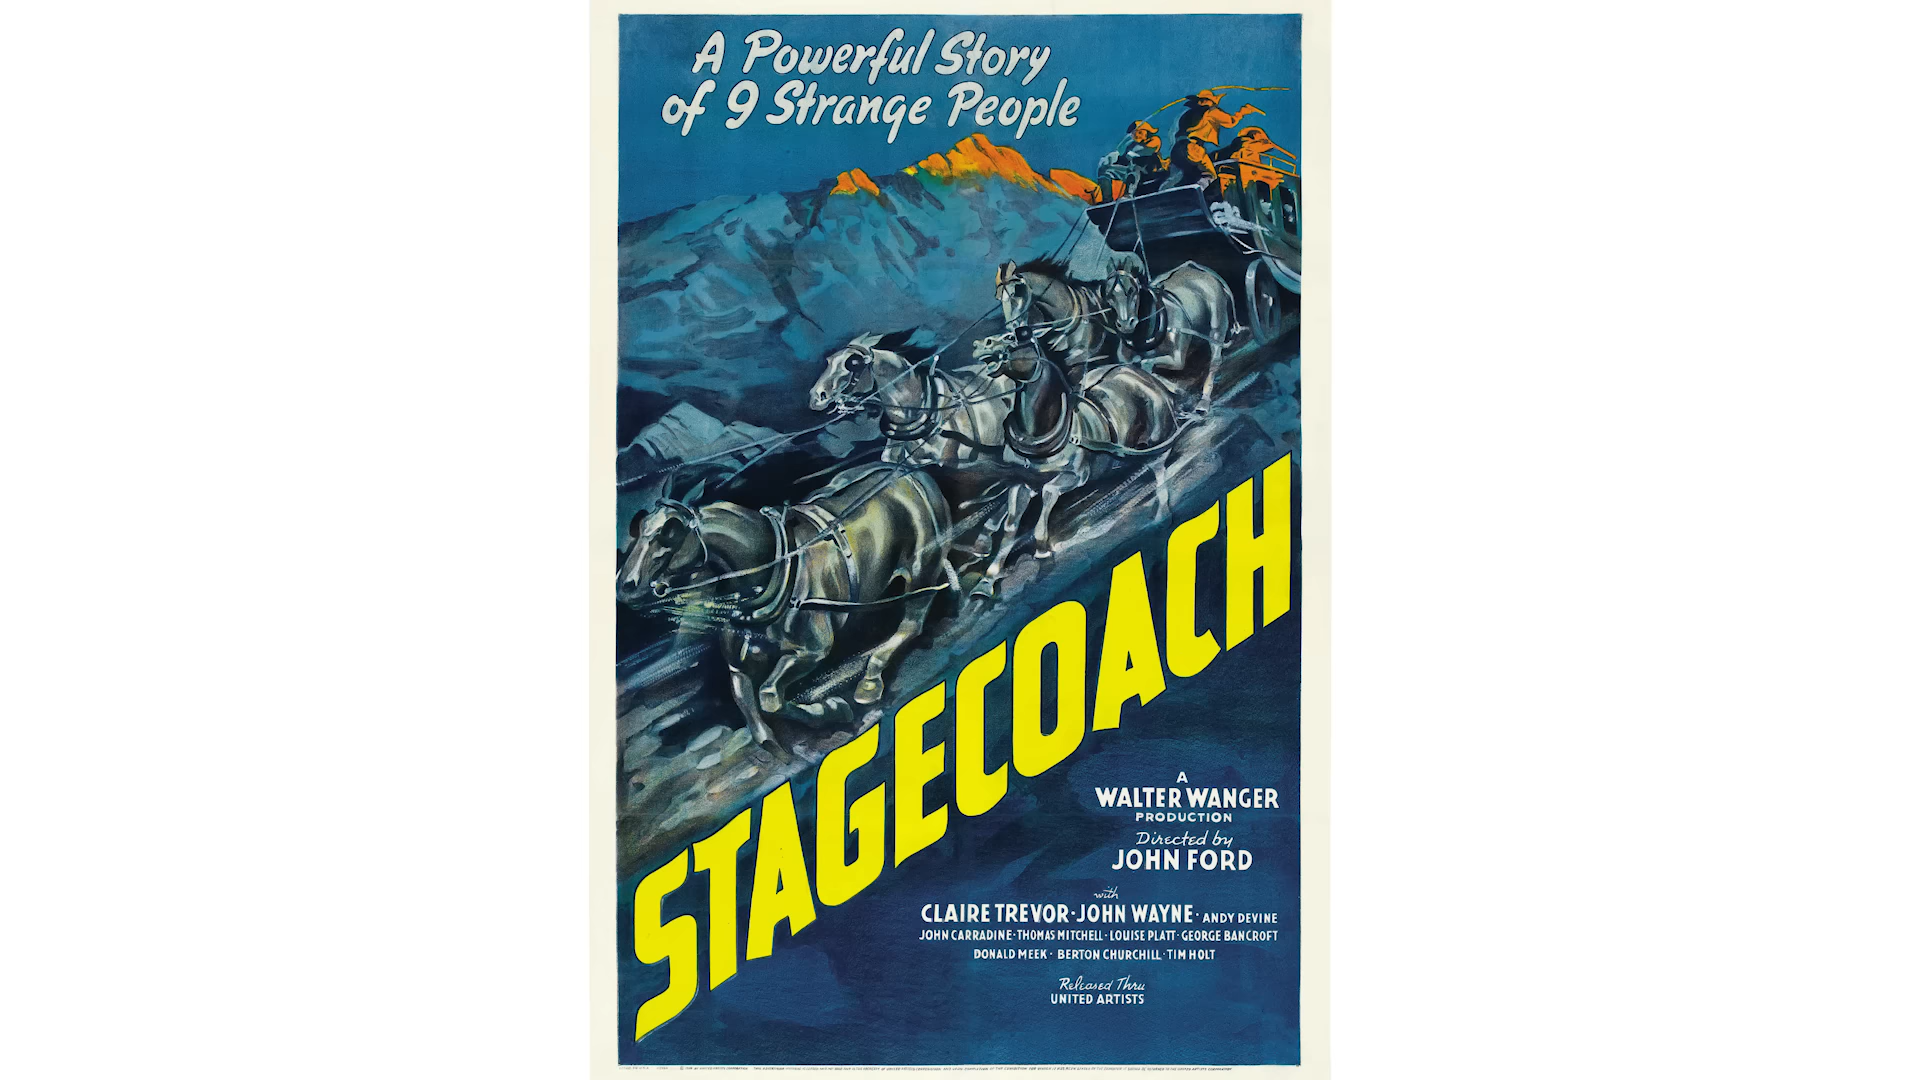 A Powerful Story
of 9 Strange People
STAGECOACH
A
WALTER WANGER
PRODUCTION
Directed by
JOHN FORD
with
CLAIRE TREVOR · JOHN WAYNE · ANDY DEVINE
JOHN CARRADINE · THOMAS MITCHELL · LOUISE PLATT · GEORGE BANCROFT
DONALD MEEK · BERTON CHURCHILL · TIM HOLT
Released Thru
UNITED ARTISTS